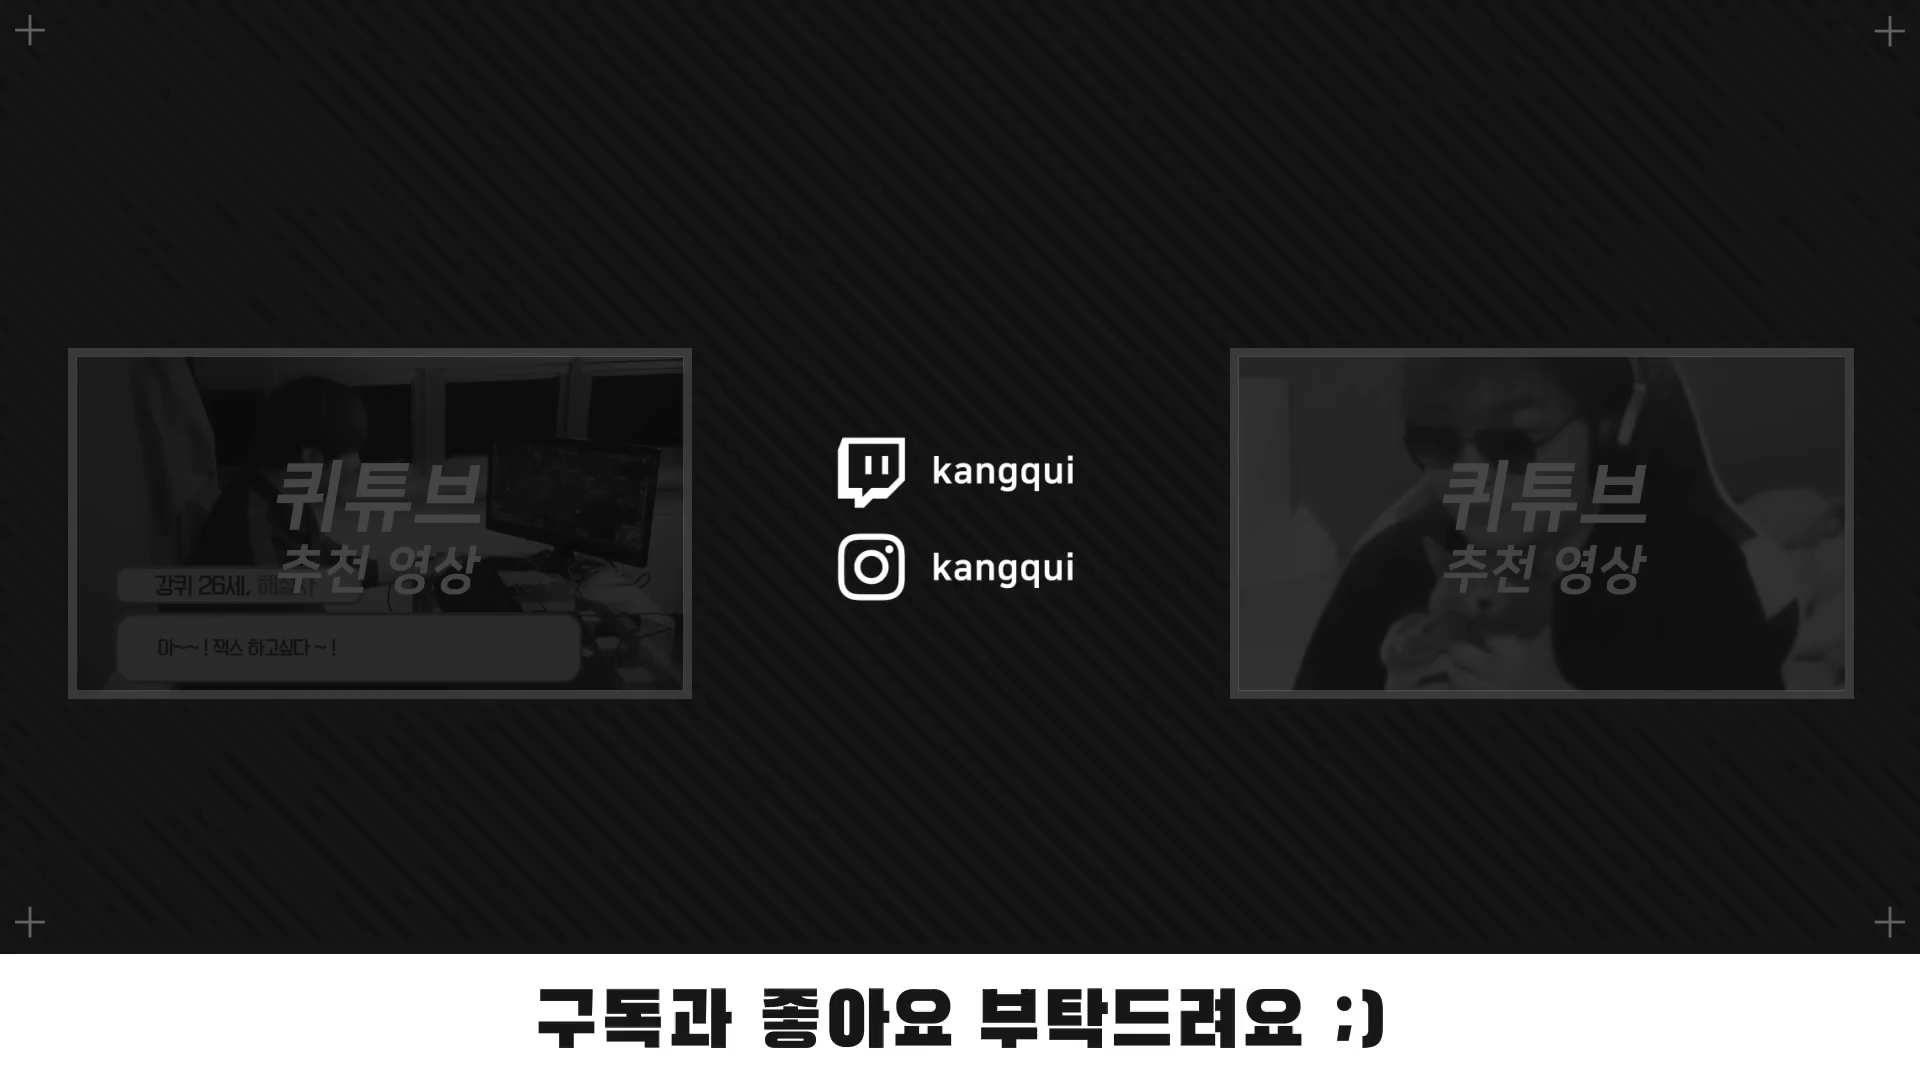 퀴튜브
추천 영상
강퀴 26세,
아~~ ! 잭스 하고싶다 ~ !
kangqui
kangqui
퀴튜브
추천 영상
구독과 좋아요 부탁드려요 ;)